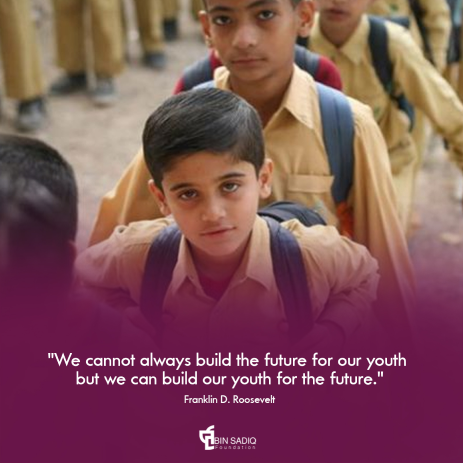 "We cannot always build the future for our youth
but we can build our youth for the future."
Franklin D. Roosevelt
BIN SADIQ
Foundation